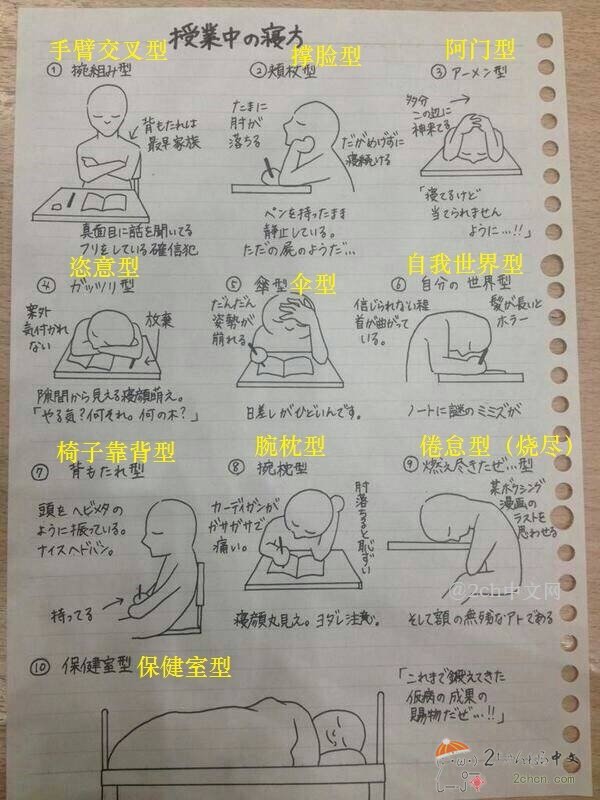 授業中の寝方
手臂交叉型
撑脸型
阿门型
① 腕組み型
② 頬杖型
③ アーメン型
背もたれは
最早家族
真面目に話を聞いてる
フリをしている確信犯
たまに
肘が
落ちる
だがめげずに
寝続ける
ペンを持ったまま
静止している。
ただの屍のようだ…
多分
この辺に
神来てる
「寝てるけど
当てられません
ように…!!」
恣意型
伞型
自我世界型
④ ガッツリ型
⑤ 傘型
⑥ 自分の世界型
案外
気付かれ
ない
放棄
隙間から見える寝顔萌え。
「やる気?何それ。何の木?」
だんだん
姿勢が
崩れる
日差しがひどいんです。
信じられない程
首が曲がって
いる。
髪が長いと
ホラー
ノートに謎のミミズが
椅子靠背型
腕枕型
倦怠型（烧尽）
⑦ 背もたれ型
⑧ 腕枕型
⑨ 燃え尽きたぜ…型
頭をヘビメタの
ように振っている。
ナイスヘドバン。
持ってる
カーディガンが
ガサガサで
痛い。
肘落ちると恥ずい
寝顔丸見え。ヨダレ注意。
某ボクシング
漫画の
ラストを
思わせる
そして額の無残なアトである
@2ch中文网
⑩ 保健室型
保健室型
「これまで鍛えてきた
仮病の成果の
賜物だぜ…!!」
2ちゃんねる中文
2chcn.com